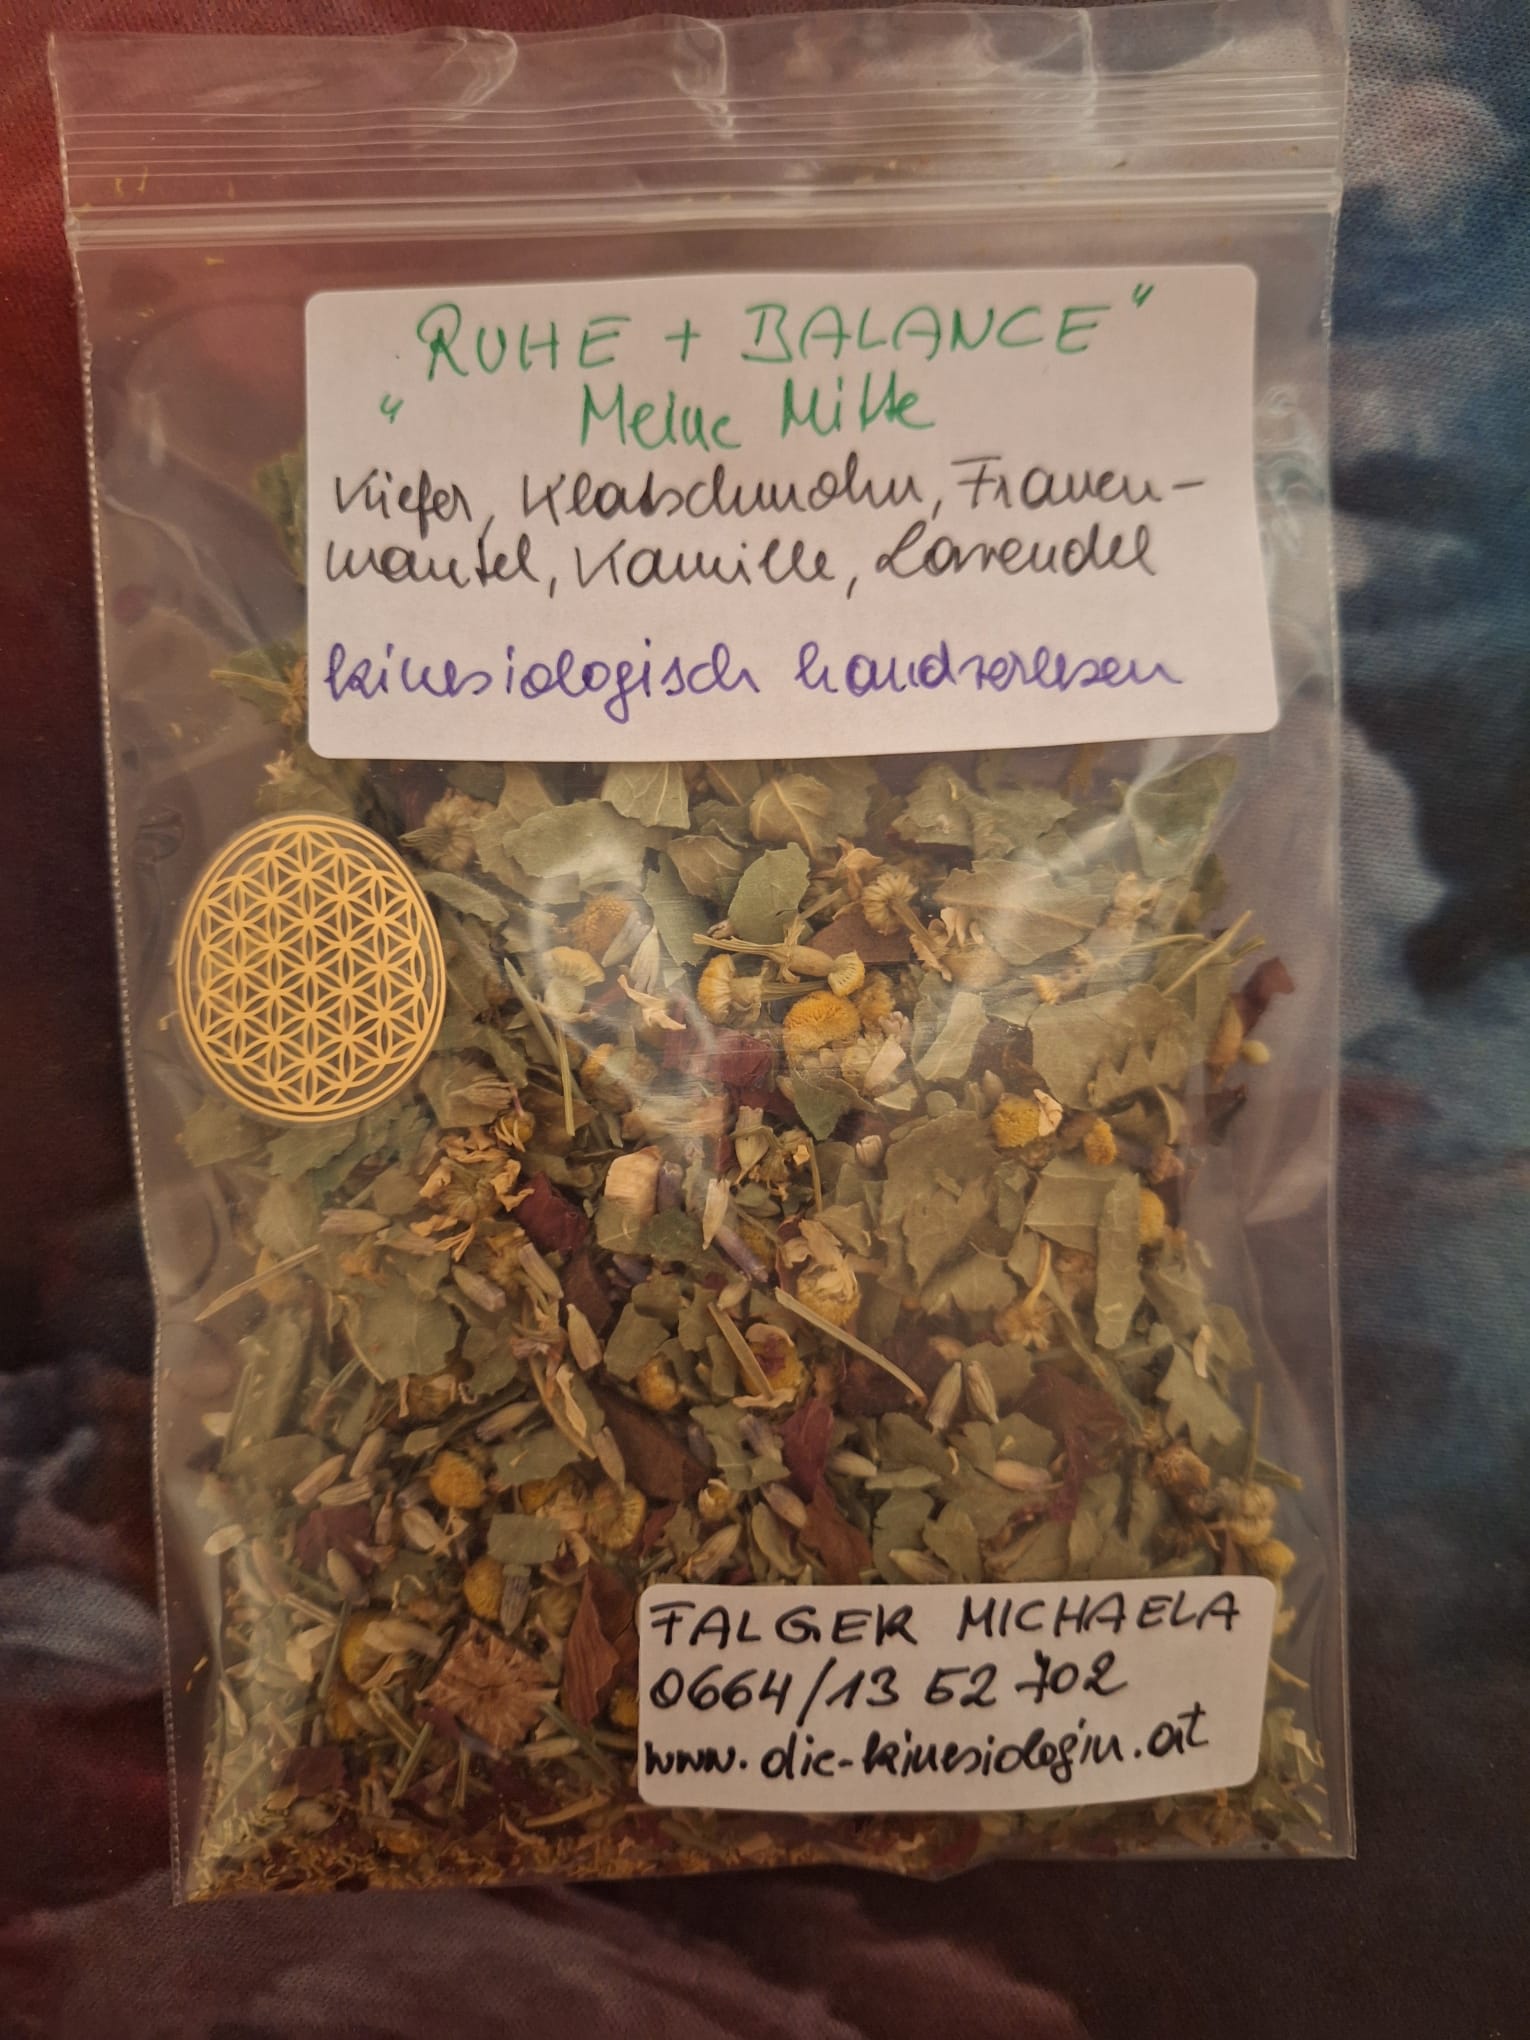 "RUHE + BALANCE"
" Meine Mitte
Kiefer, Klatschmohn, Frauen-
mantel, Kamille, Lavendel
kinesiologisch handverlesen
FALGER MICHAELA
0664/13 52 702
www.die-kinesiologin.at